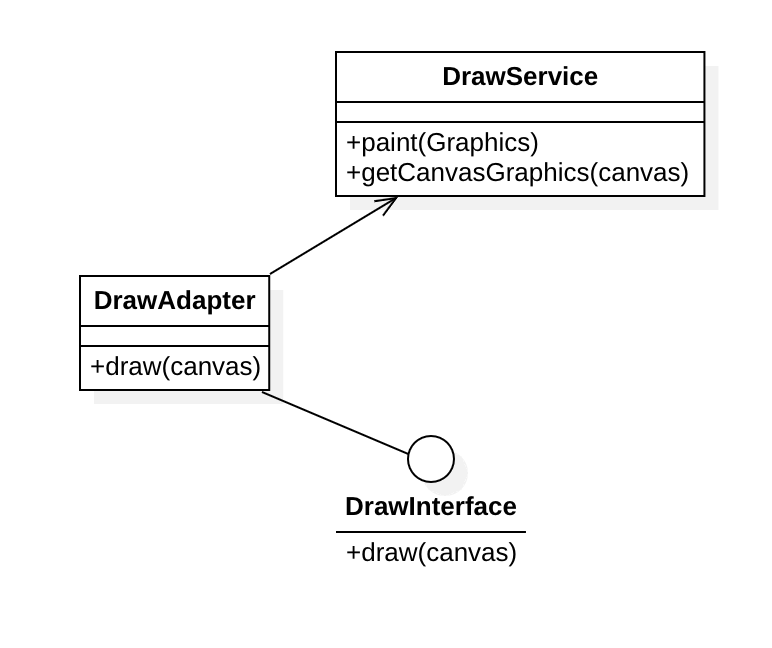 DrawService
+paint(Graphics)
+getCanvasGraphics(canvas)
DrawAdapter
+draw(canvas)
DrawInterface
+draw(canvas)